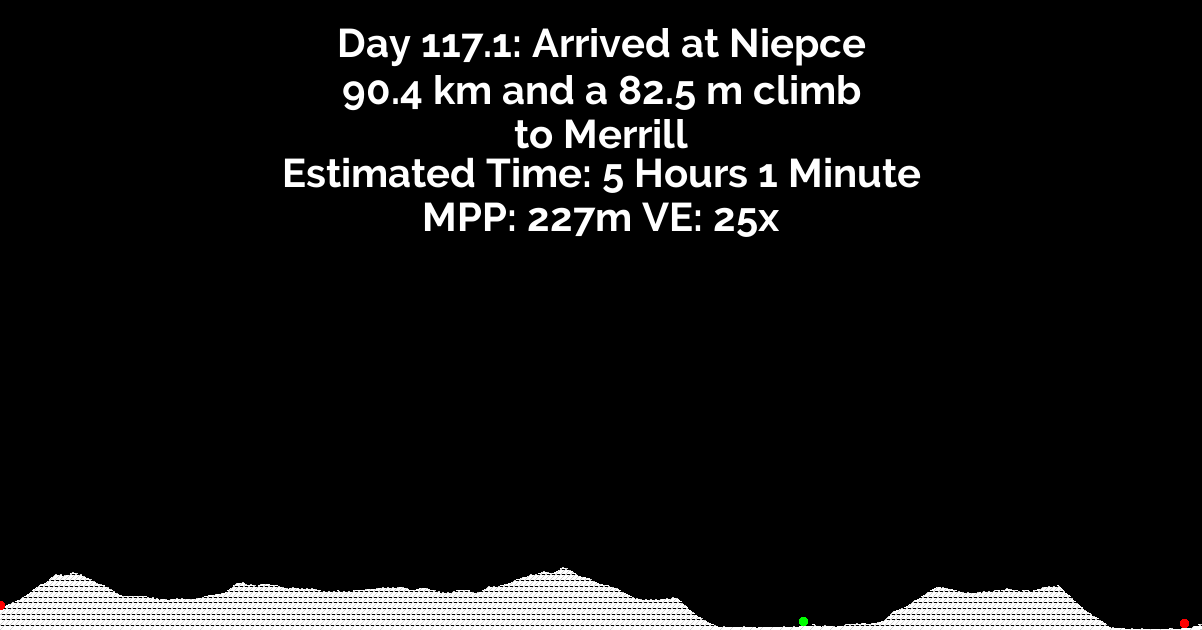 Day 117.1: Arrived at Niepce
90.4 km and a 82.5 m climb
to Merrill
Estimated Time: 5 Hours 1 Minute
MPP: 227m VE: 25x